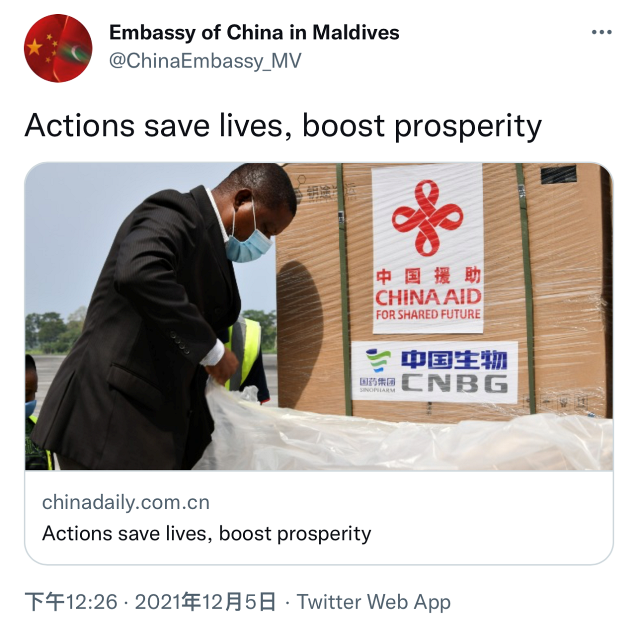 Embassy of China in Maldives
@ChinaEmbassy_MV
Actions save lives, boost prosperity
中国援助
CHINA AID
FOR SHARED FUTURE
中国生物
国药集团
SINOPHARM
CNBG
chinadaily.com.cn
Actions save lives, boost prosperity
下午12:26 · 2021年12月5日 · Twitter Web App